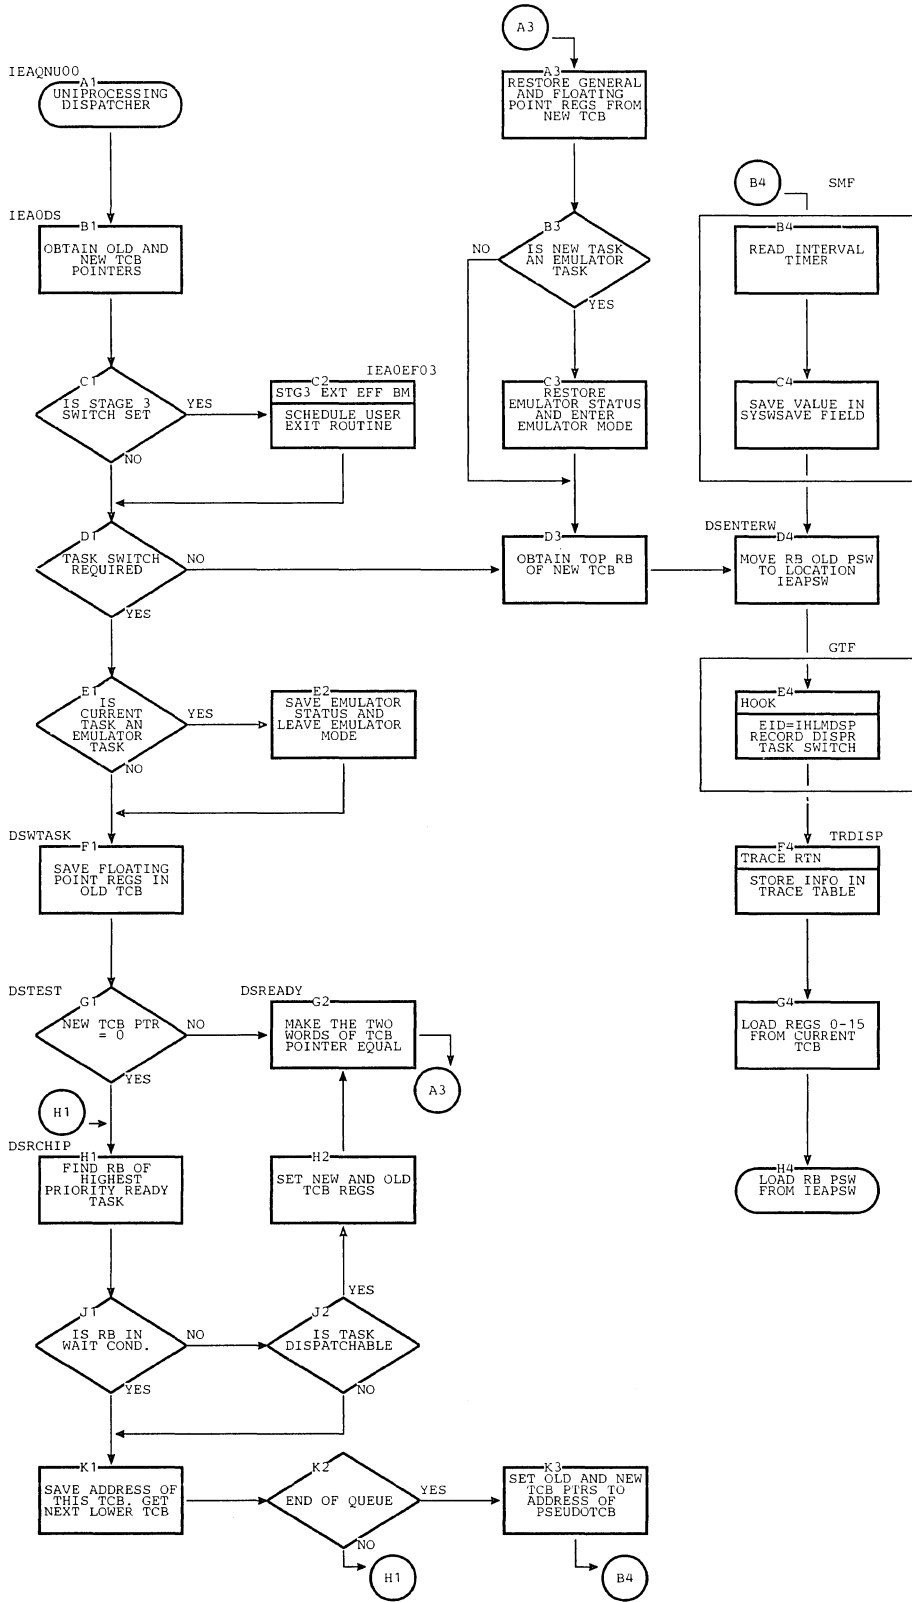 IEAQNU00
A1
UNIPROCESSING
DISPATCHER
IEA0DS
B1
OBTAIN OLD AND
NEW TCB
POINTERS
C1
IS STAGE 3
SWITCH SET
YES
NO
IEA0EF03
C2
STG3 EXT EFF BM
SCHEDULE USER
EXIT ROUTINE
D1
TASK SWITCH
REQUIRED
NO
YES
E1
IS
CURRENT
TASK AN
EMULATOR
TASK
YES
NO
E2
SAVE EMULATOR
STATUS AND
LEAVE EMULATOR
MODE
DSWTASK
F1
SAVE FLOATING
POINT REGS IN
OLD TCB
DSTEST
G1
NEW TCB PTR
= 0
NO
YES
DSREADY
G2
MAKE THE TWO
WORDS OF TCB
POINTER EQUAL
A3
H1
DSRCHIP
H1
FIND RB OF
HIGHEST
PRIORITY READY
TASK
H2
SET NEW AND OLD
TCB REGS
J1
IS RB IN
WAIT COND.
NO
YES
J2
YES
IS TASK
DISPATCHABLE
NO
K1
SAVE ADDRESS OF
THIS TCB. GET
NEXT LOWER TCB
K2
END OF QUEUE
YES
NO
H1
K3
SET OLD AND NEW
TCB PTRS TO
ADDRESS OF
PSEUDOTCB
B4
A3
A3
RESTORE GENERAL
AND FLOATING
POINT REGS FROM
NEW TCB
B3
IS NEW TASK
AN EMULATOR
TASK
NO
YES
C3
RESTORE
EMULATOR STATUS
AND ENTER
EMULATOR MODE
D3
OBTAIN TOP RB
OF NEW TCB
B4
SMF
B4
READ INTERVAL
TIMER
C4
SAVE VALUE IN
SYSWSAVE FIELD
DSENTERW
D4
MOVE RB OLD PSW
TO LOCATION
IEAPSW
GTF
E4
HOOK
EID=IHLMDSP
RECORD DISPR
TASK SWITCH
TRDISP
F4
TRACE RTN
STORE INFO IN
TRACE TABLE
G4
LOAD REGS 0-15
FROM CURRENT
TCB
H4
LOAD RB PSW
FROM IEAPSW